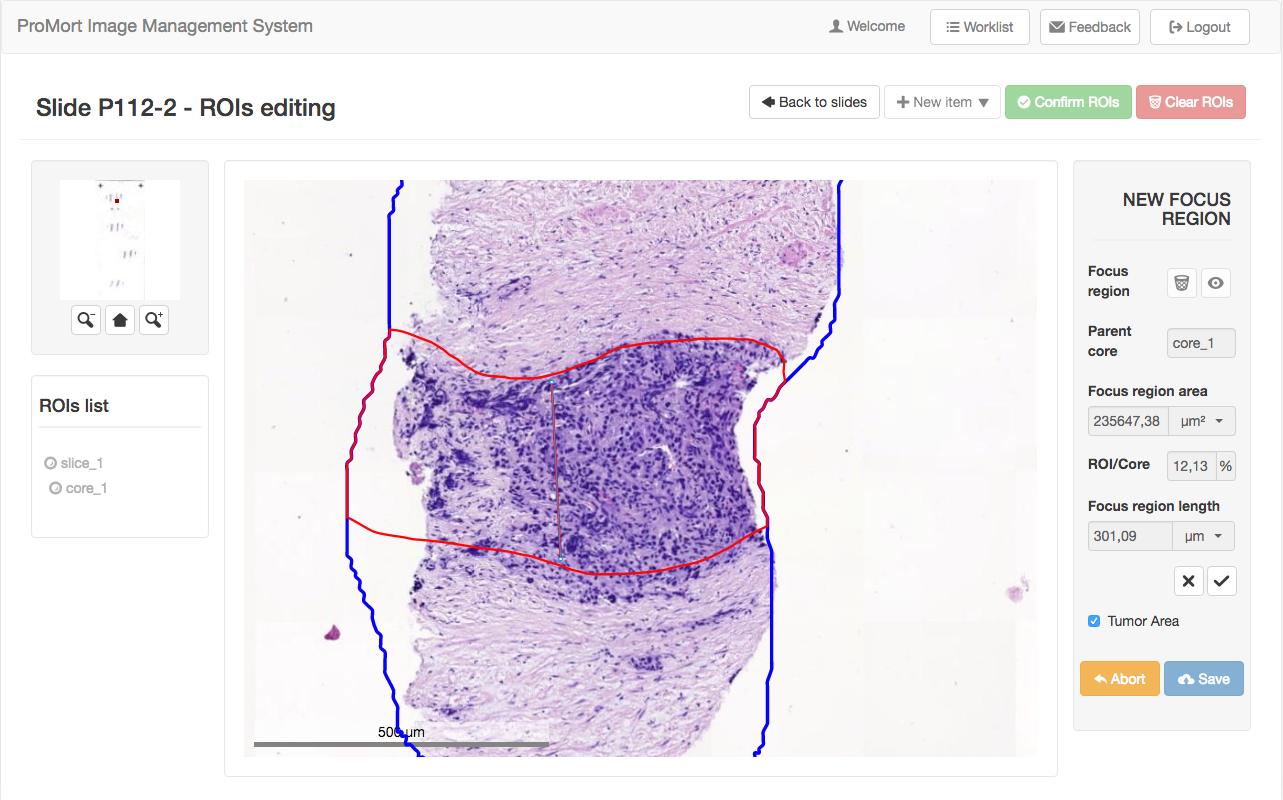 ProMort Image Management System
Welcome
Worklist
Feedback
Logout
Slide P112-2 - ROIs editing
Back to slides
New item
Confirm ROIs
Clear ROIs
ROIs list
slice_1
core_1
500 µm
NEW FOCUS
REGION
Focus
region
Parent
core
core_1
Focus region area
235647,38 µm²
ROI/Core 12,13 %
Focus region length
301,09 µm
Tumor Area
Abort
Save